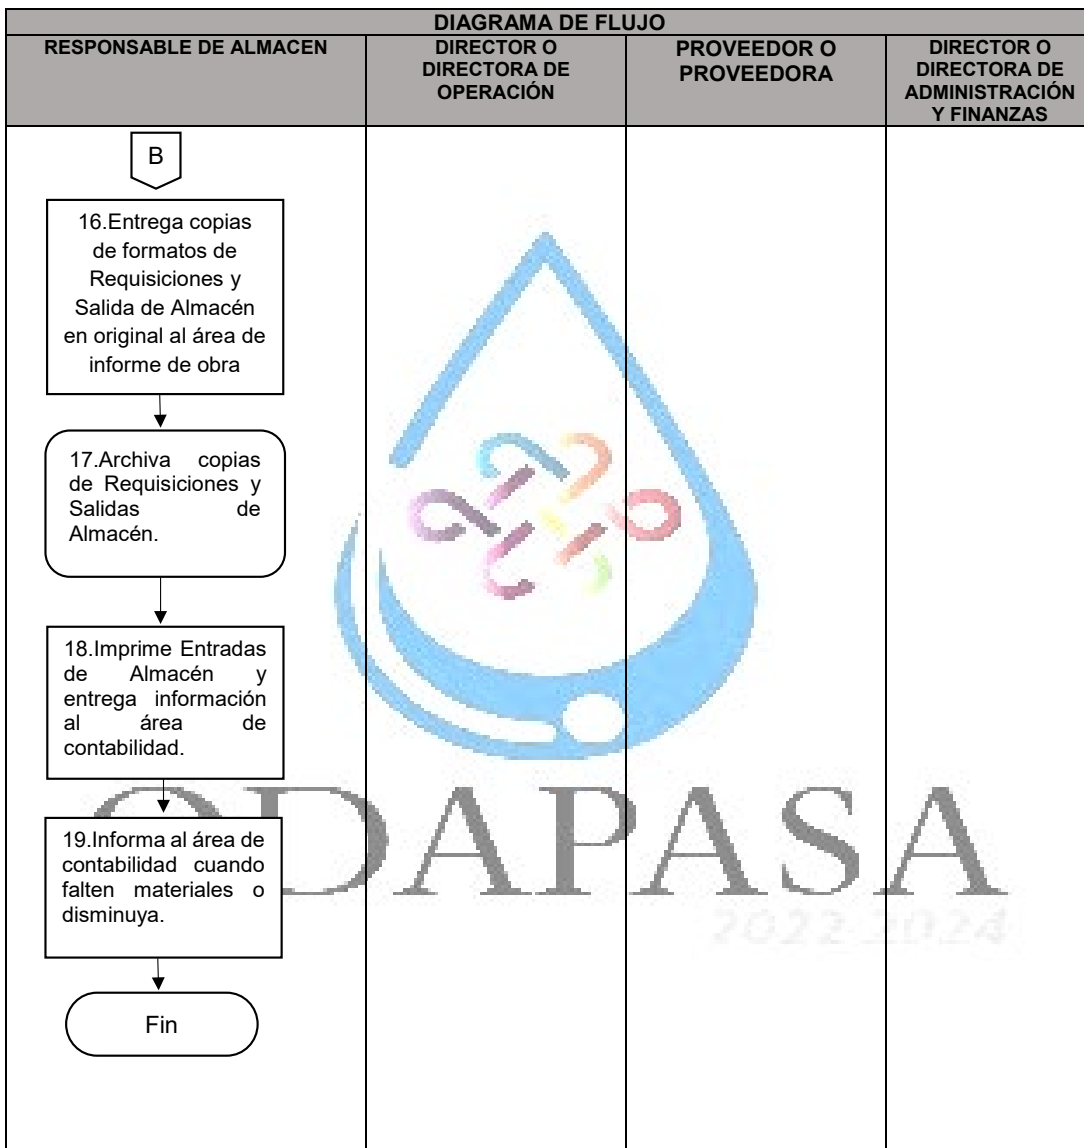 DIAGRAMA DE FLUJO
RESPONSABLE DE ALMACEN
DIRECTOR O
DIRECTORA DE
OPERACIÓN
PROVEEDOR O
PROVEEDORA
DIRECTOR O
DIRECTORA DE
ADMINISTRACIÓN
Y FINANZAS
B
16.Entrega copias
de formatos de
Requisiciones y
Salida de Almacén
en original al área de
informe de obra
17.Archiva copias
de Requisiciones y
Salidas de
Almacén.
18.Imprime Entradas
de Almacén y
entrega información
al área de
contabilidad.
19.Informa al área de
contabilidad cuando
falten materiales o
disminuya.
Fin
ODAPASA
2022-2024